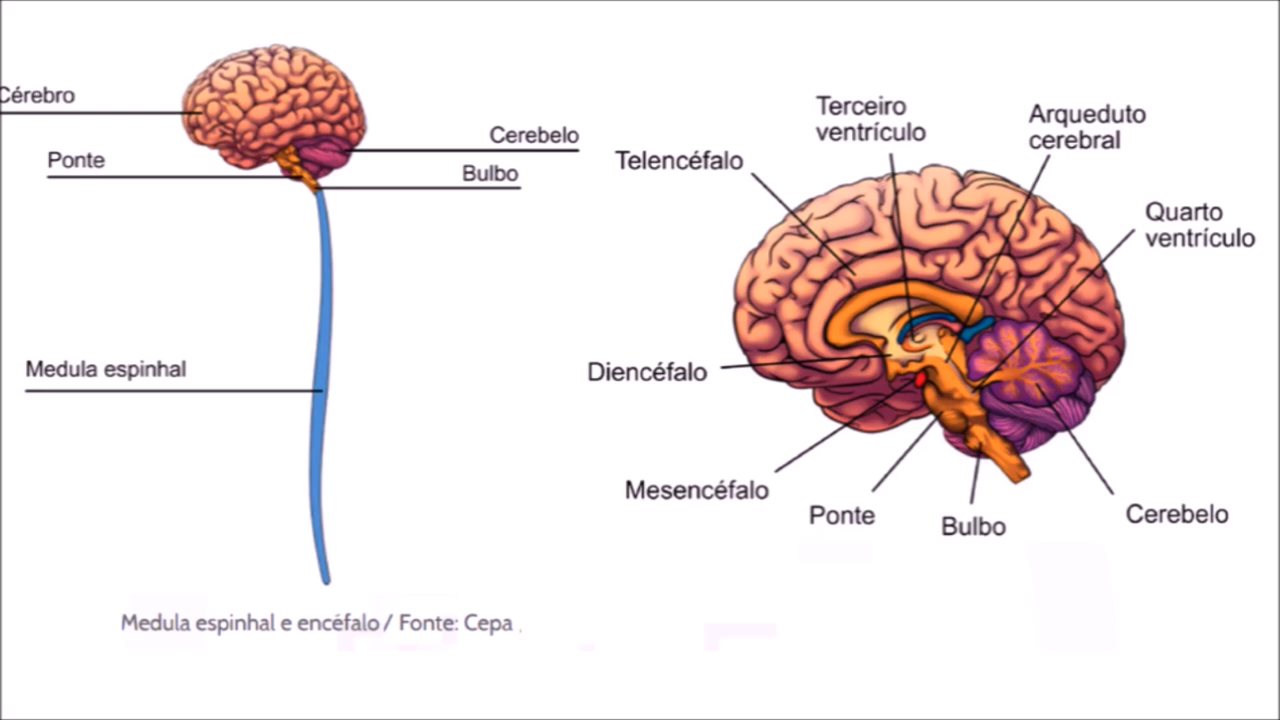 Cérebro
Ponte
Cerebelo
Bulbo
Medula espinhal
Medula espinhal e encéfalo / Fonte: Cepa
Terceiro
ventrículo
Arqueduto
cerebral
Telencéfalo
Quarto
ventrículo
Diencéfalo
Mesencéfalo
Ponte
Bulbo
Cerebelo